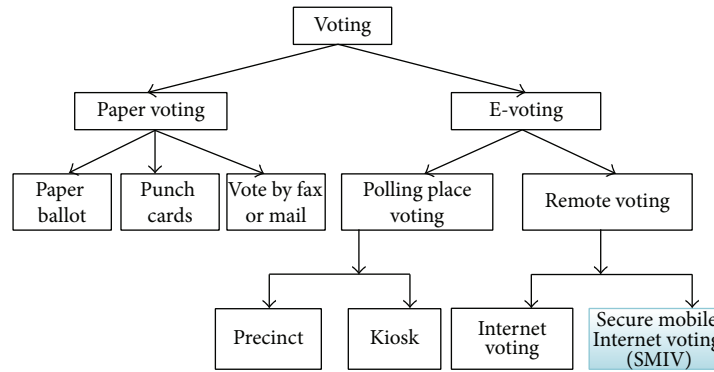 Voting
Paper voting
E-voting
Paper
ballot
Punch
cards
Vote by fax
or mail
Polling place
voting
Remote voting
Precinct
Kiosk
Internet
voting
Secure mobile
Internet voting
(SMIV)